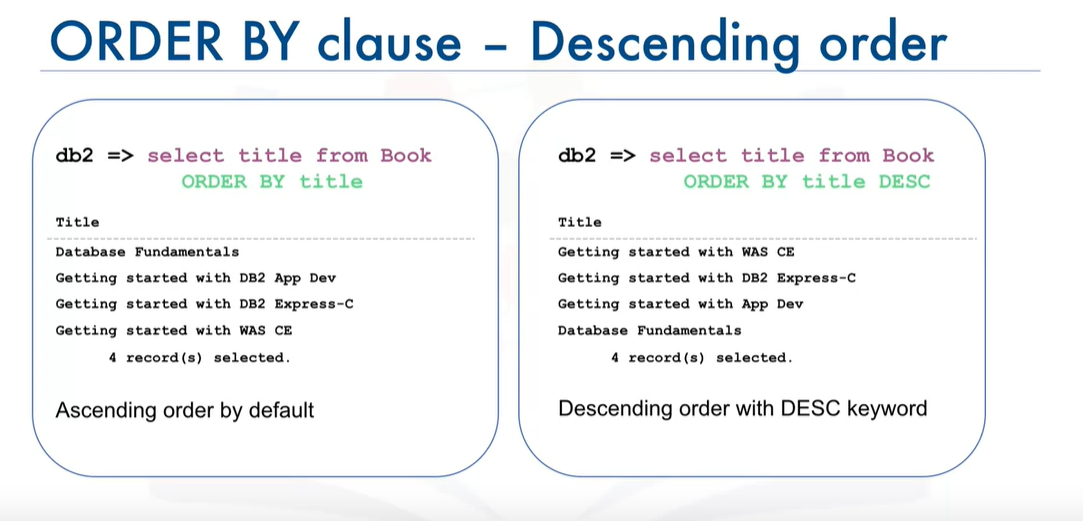 ORDER BY clause – Descending order
db2 => select title from Book
ORDER BY title
Title
Database Fundamentals
Getting started with DB2 App Dev
Getting started with DB2 Express-C
Getting started with WAS CE
4 record(s) selected.
Ascending order by default
db2 => select title from Book
ORDER BY title DESC
Title
Getting started with WAS CE
Getting started with DB2 Express-C
Getting started with App Dev
Database Fundamentals
4 record(s) selected.
Descending order with DESC keyword